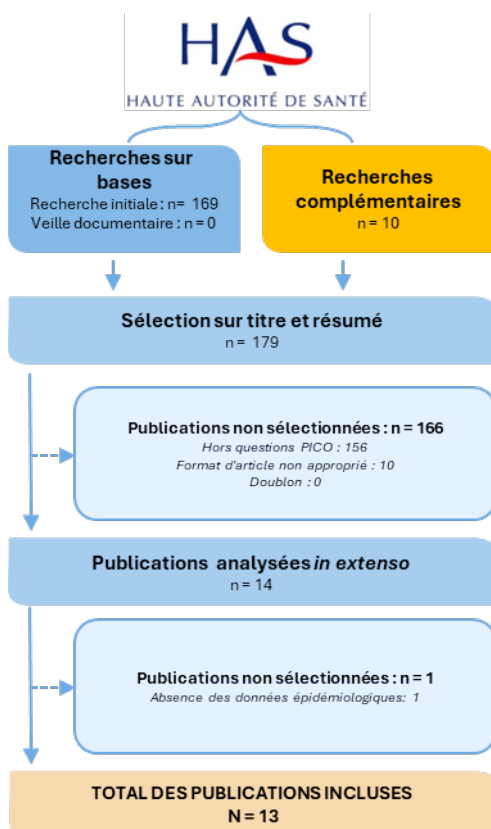 HAS
HAUTE AUTORITÉ DE SANTÉ
Recherches sur
bases
Recherche initiale : n= 169
Veille documentaire : n = 0
Recherches
complémentaires
n = 10
Sélection sur titre et résumé
n = 179
Publications non sélectionnées : n = 166
Hors questions PICO : 156
Format d'article non approprié : 10
Doublon : 0
Publications analysées in extenso
n = 14
Publications non sélectionnées : n = 1
Absence des données épidémiologiques: 1
TOTAL DES PUBLICATIONS INCLUSES
N = 13